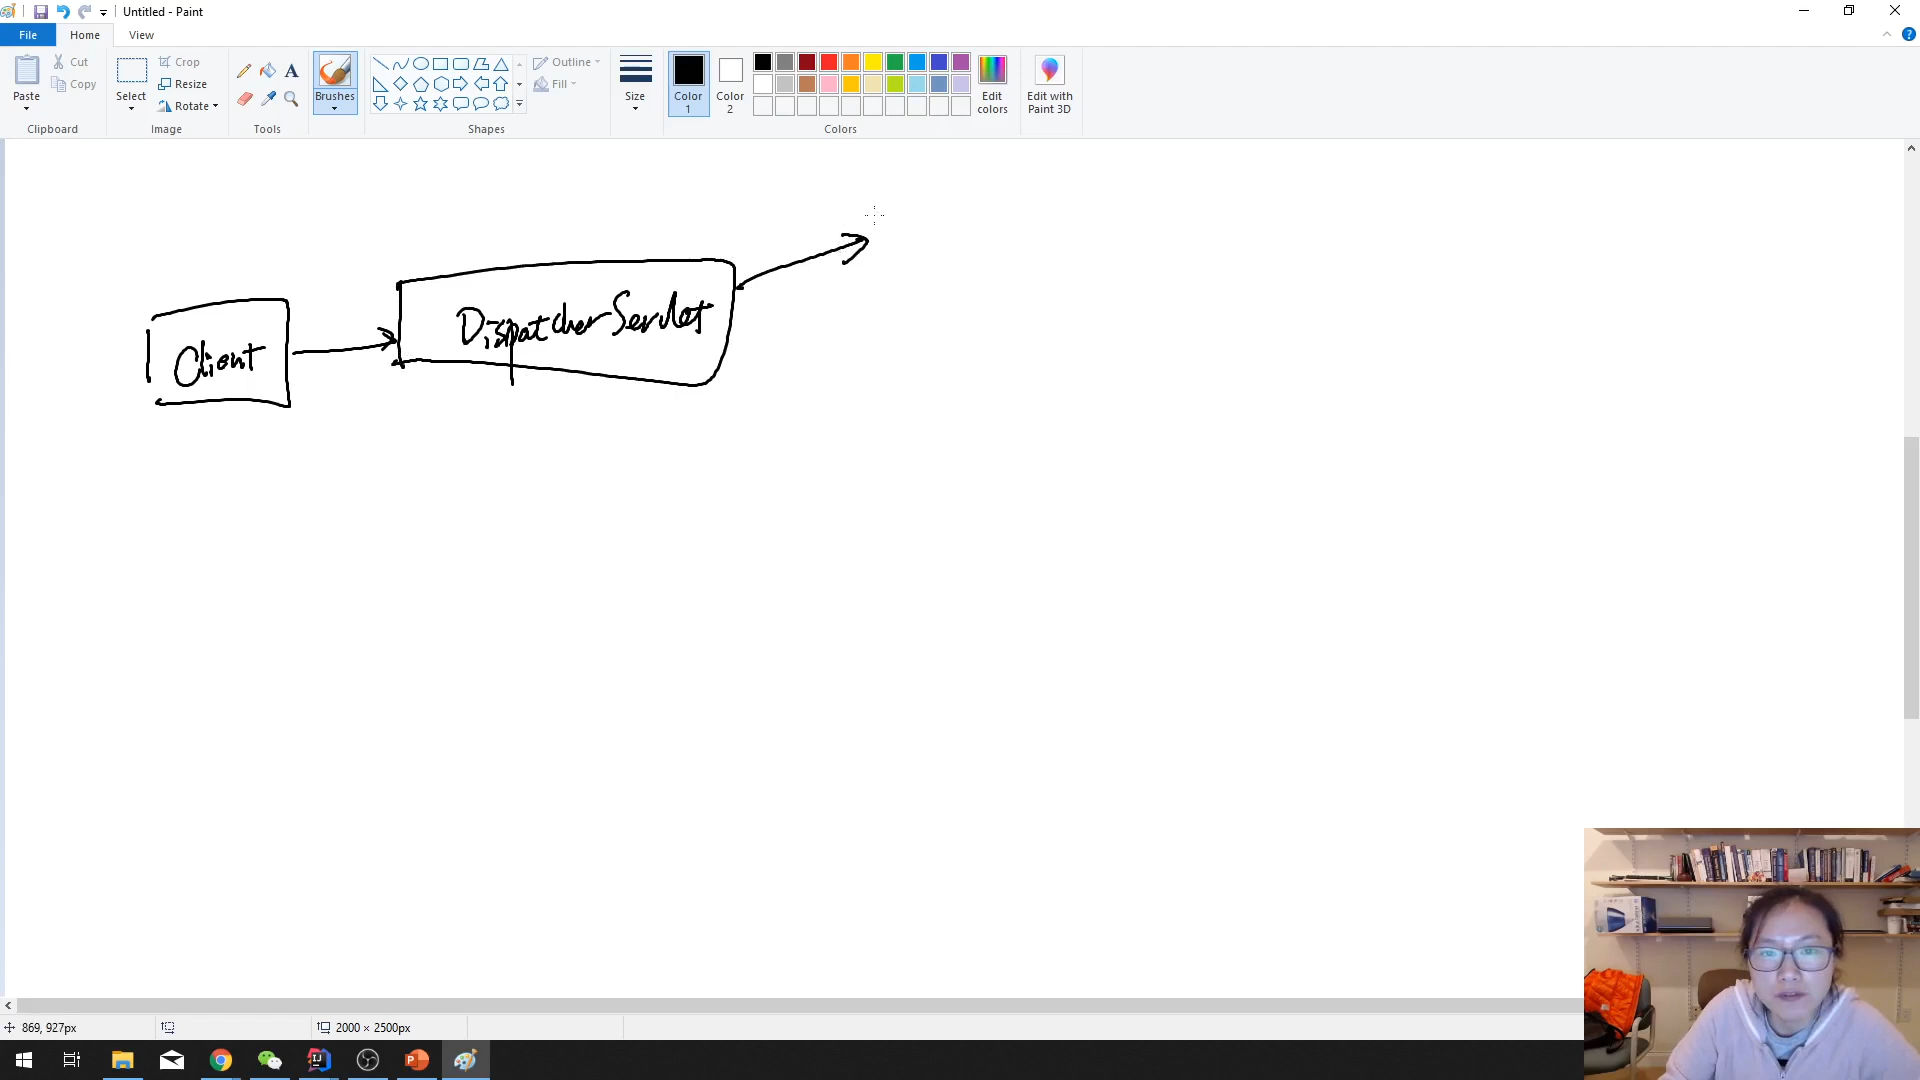 Untitled - Paint
File Home View
Paste
Cut
Copy
Clipboard
Select
Crop
Resize
Rotate
Image
Tools
Brushes
Shapes
Outline
Fill
Size
Color 1
Color 2
Edit colors
Colors
Edit with Paint 3D
Client
DispatcherServlet
869, 927px
2000 × 2500px